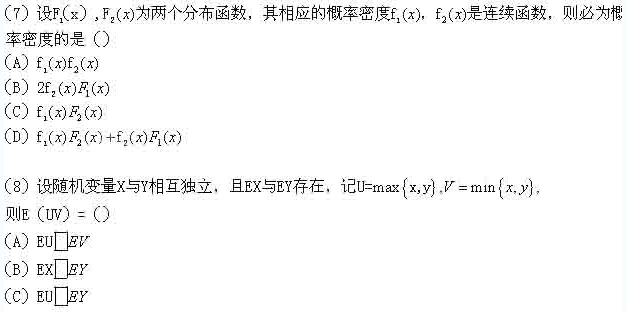 (7) 设F₁(x),F₂(x)为两个分布函数，其相应的概率密度f₁(x), f₂(x)是连续函数，则必为概
率密度的是（）
(A) f₁(x)f₂(x)
(B) 2f₂(x)F₁(x)
(C) f₁(x)F₂(x)
(D) f₁(x)F₂(x)+f₂(x)F₁(x)
(8) 设随机变量X与Y相互独立，且EX与EY存在，记U=max{x,y},V=min{x,y},
则E（UV）=（）
(A) EU□EV
(B) EX□EY
(C) EU□EY